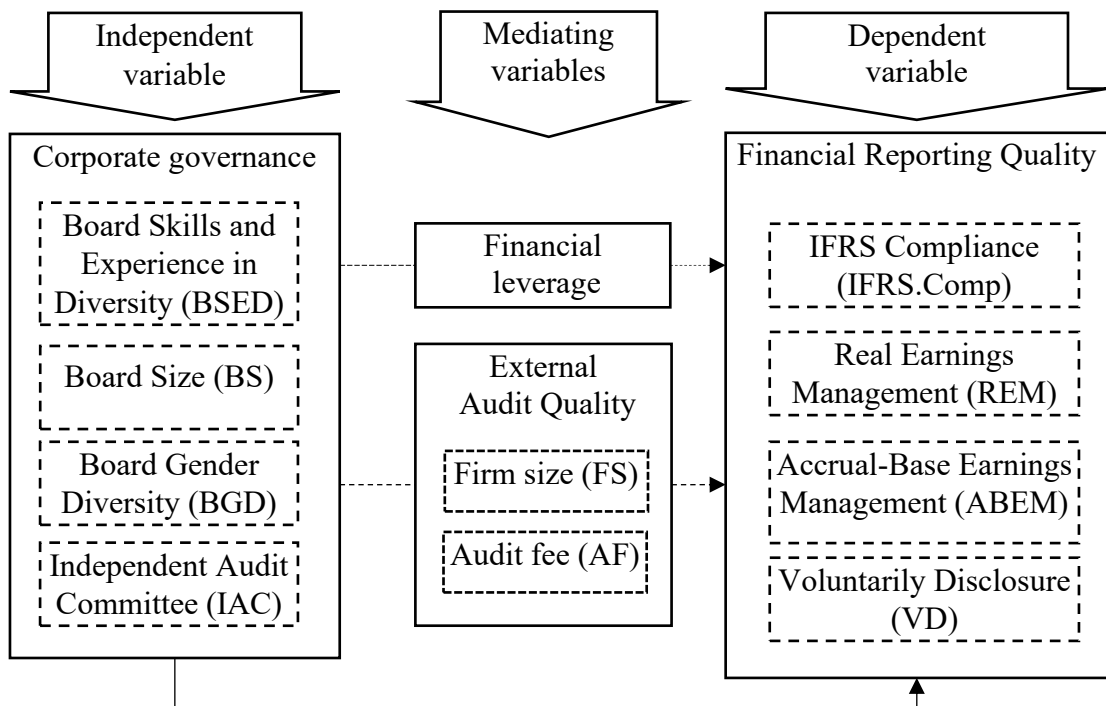 Independent
variable
Mediating
variables
Dependent
variable
Corporate governance
Board Skills and
Experience in
Diversity (BSED)
Board Size (BS)
Board Gender
Diversity (BGD)
Independent Audit
Committee (IAC)
Financial
leverage
External
Audit Quality
Firm size (FS)
Audit fee (AF)
Financial Reporting Quality
IFRS Compliance
(IFRS.Comp)
Real Earnings
Management (REM)
Accrual-Base Earnings
Management (ABEM)
Voluntarily Disclosure
(VD)